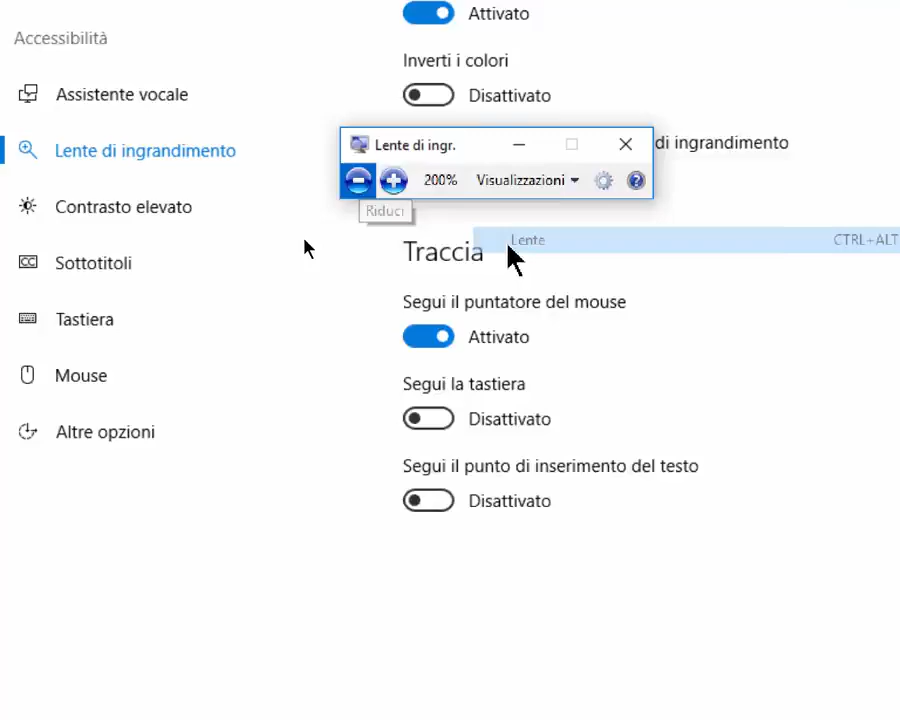 Accessibilità
Assistente vocale
Lente di ingrandimento
Contrasto elevato
Sottotitoli
Tastiera
Mouse
Altre opzioni
Attivato
Inverti i colori
Disattivato
di ingrandimento
Lente di ingr.
200% Visualizzazioni
Riduci
Lente CTRL+ALT
Traccia
Segui il puntatore del mouse
Attivato
Segui la tastiera
Disattivato
Segui il punto di inserimento del testo
Disattivato